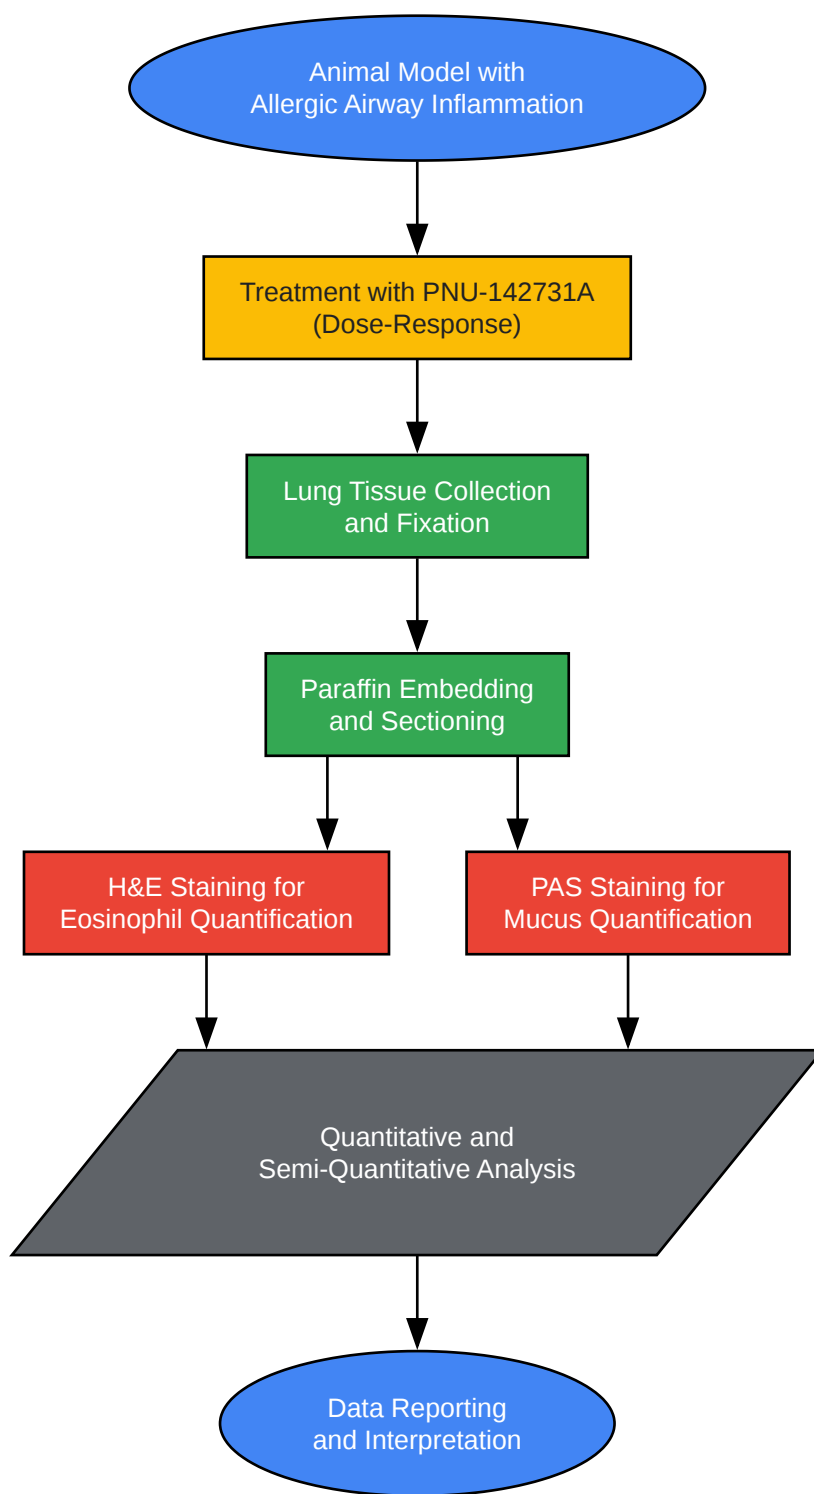 Animal Model with
Allergic Airway Inflammation
Treatment with PNU-142731A
(Dose-Response)
Lung Tissue Collection
and Fixation
Paraffin Embedding
and Sectioning
H&E Staining for
Eosinophil Quantification
PAS Staining for
Mucus Quantification
Quantitative and
Semi-Quantitative Analysis
Data Reporting
and Interpretation